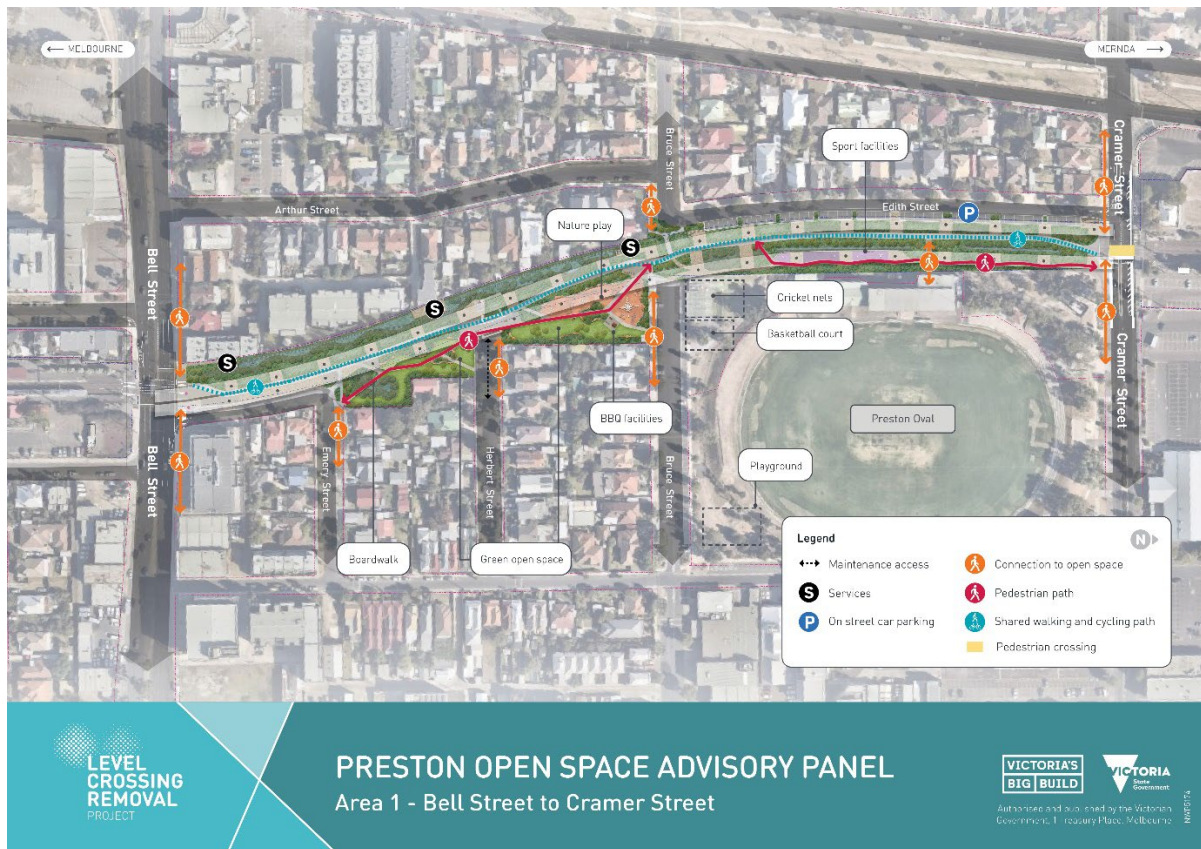 ← MELBOURNE
MERNDA →
Bell Street
Bell Street
Arthur Street
Bruce Street
Nature play
Sport facilities
Edith Street
P
Cramer Street
Cramer Street
S
S
S
Cricket nets
Basketball court
BBQ facilities
Preston Oval
Playground
Emery Street
Herbert Street
Bruce Street
Boardwalk
Green open space
Legend
N
Maintenance access
S Services
P On street car parking
Connection to open space
Pedestrian path
Shared walking and cycling path
Pedestrian crossing
LEVEL
CROSSING
REMOVAL
PROJECT
PRESTON OPEN SPACE ADVISORY PANEL
Area 1 - Bell Street to Cramer Street
VICTORIA'S
BIG BUILD
VICTORIA
State
Government
Authorised and published by the Victorian
Government, 1 Treasury Place, Melbourne